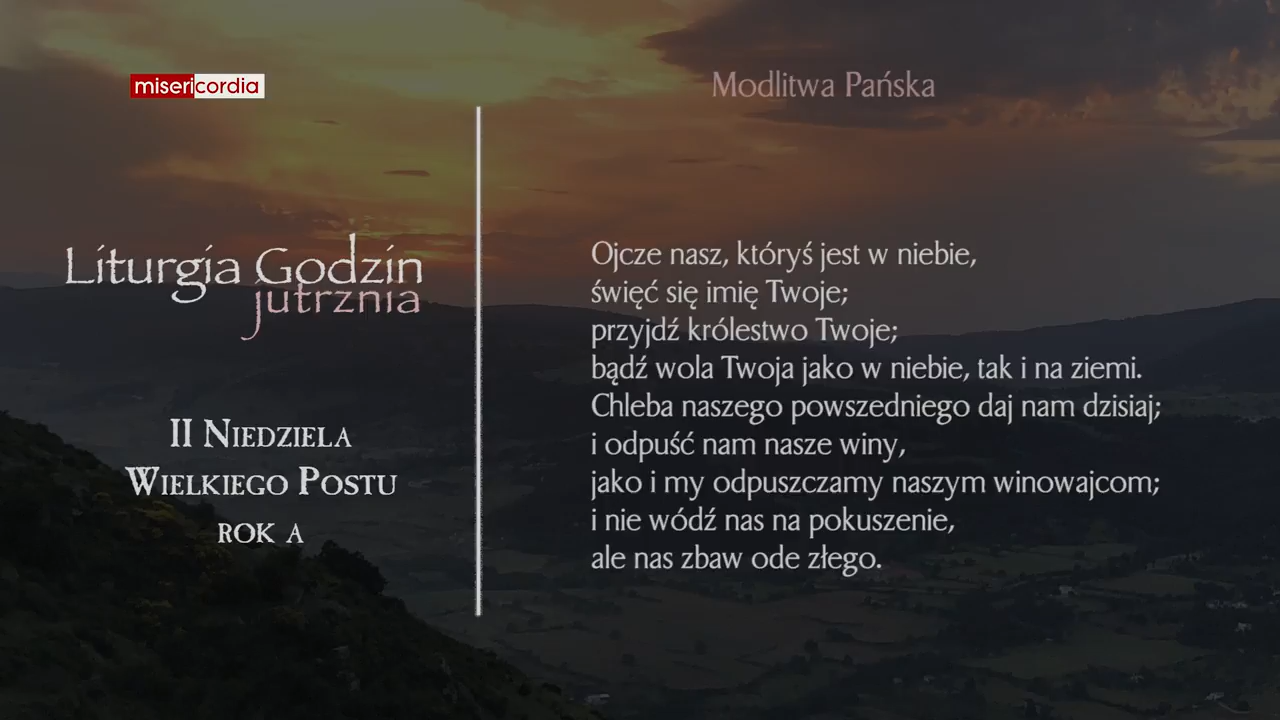 misericordia
Liturgia Godzin
jutrznia
II Niedziela
Wielkiego Postu
rok a
Modlitwa Pańska
Ojcze nasz, któryś jest w niebie,
święć się imię Twoje;
przyjdź królestwo Twoje;
bądź wola Twoja jako w niebie, tak i na ziemi.
Chleba naszego powszedniego daj nam dzisiaj;
i odpuść nam nasze winy,
jako i my odpuszczamy naszym winowajcom;
i nie wódź nas na pokuszenie,
ale nas zbaw ode złego.